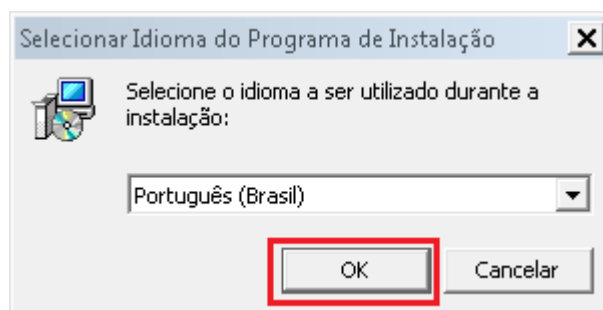 Selecionar Idioma do Programa de Instalação
Selecione o idioma a ser utilizado durante a
instalação:
Português (Brasil)
OK
Cancelar